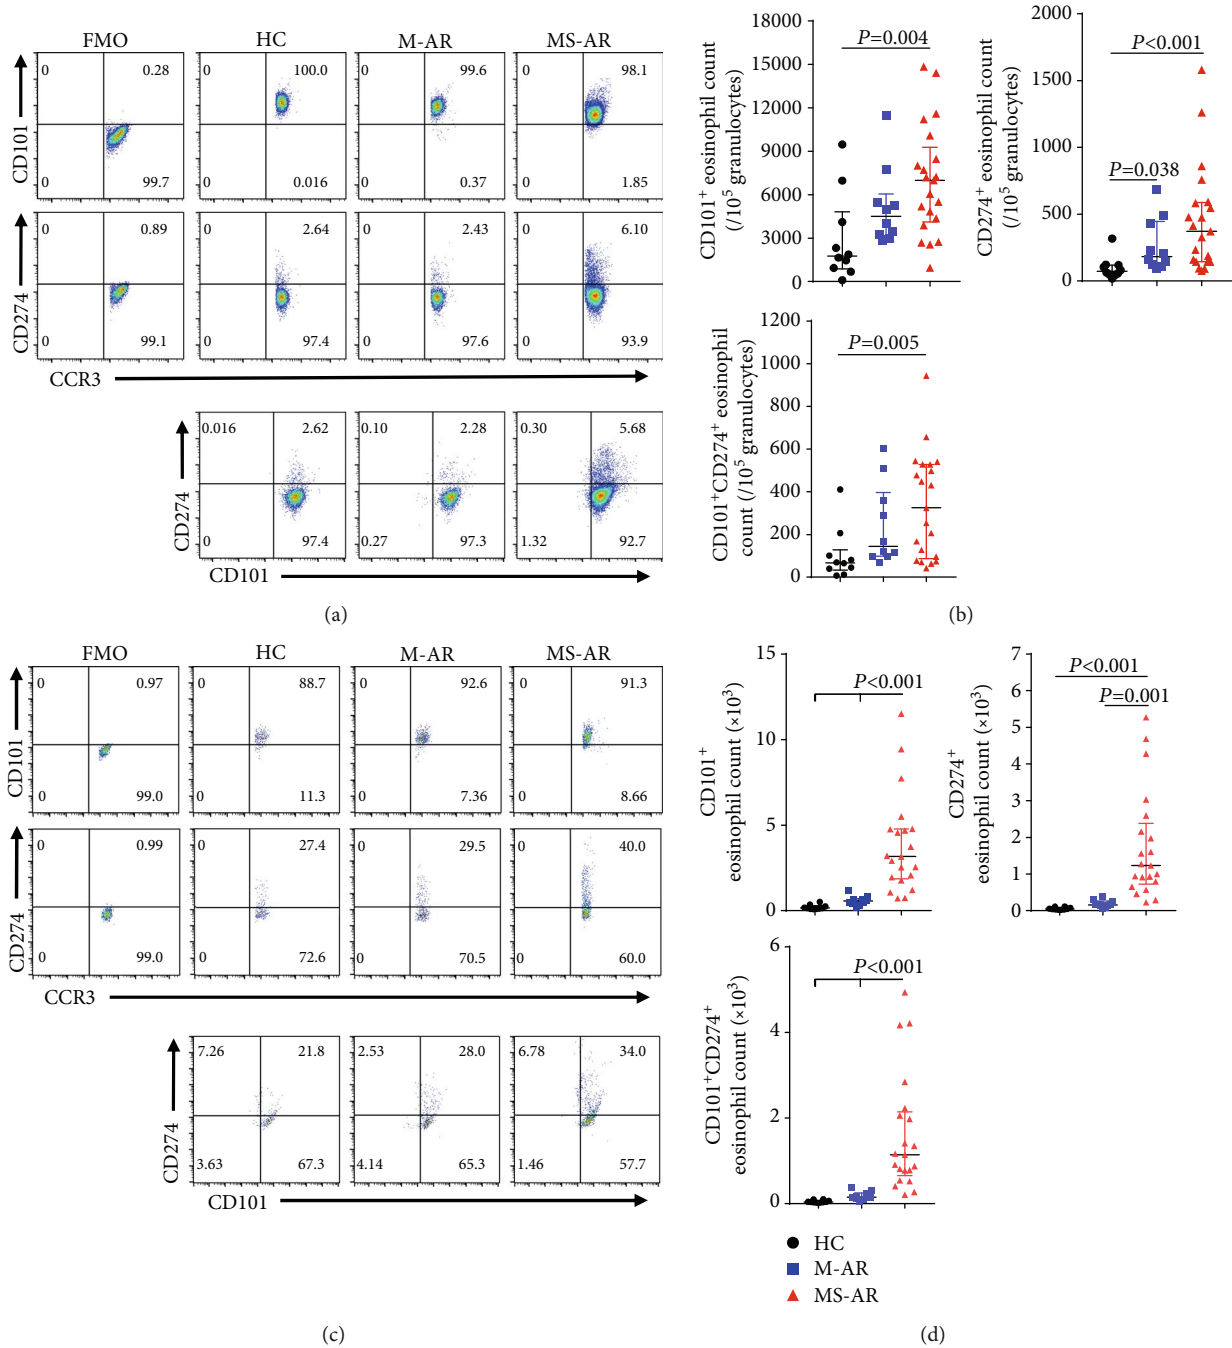 FMO HC M-AR MS-AR
0 0.28 0 100.0 0 99.6 0 98.1
CD101
0 99.7 0 0.016 0 0.37 0 1.85
0 0.89 0 2.64 0 2.43 0 6.10
CD274
0 99.1 0 97.4 0 97.6 0 93.9
CCR3
0.016 2.62 0.10 2.28 0.30 5.68
CD274
0 97.4 0.27 97.3 1.32 92.7
CD101
(a)
CD101+ eosinophil count
(/10^5 granulocytes)
18000
15000
12000
9000
6000
3000
0
P=0.004
CD274+ eosinophil count
(/10^5 granulocytes)
2000
1500
1000
500
0
P<0.001
P=0.038
CD101+CD274+ eosinophil
count (/10^5 granulocytes)
1200
1000
800
600
400
200
0
P=0.005
(b)
FMO HC M-AR MS-AR
0 0.97 0 88.7 0 92.6 0 91.3
CD101
0 99.0 0 11.3 0 7.36 0 8.66
0 0.99 0 27.4 0 29.5 0 40.0
CD274
0 99.0 0 72.6 0 70.5 0 60.0
CCR3
7.26 21.8 2.53 28.0 6.78 34.0
CD274
3.63 67.3 4.14 65.3 1.46 57.7
CD101
(c)
CD101+
eosinophil count (×10^3)
15
10
5
0
P<0.001
CD274+
eosinophil count (×10^3)
7
6
5
4
3
2
1
0
P<0.001
P=0.001
CD101+CD274+
eosinophil count (×10^3)
6
4
2
0
P<0.001
HC
M-AR
MS-AR
(d)